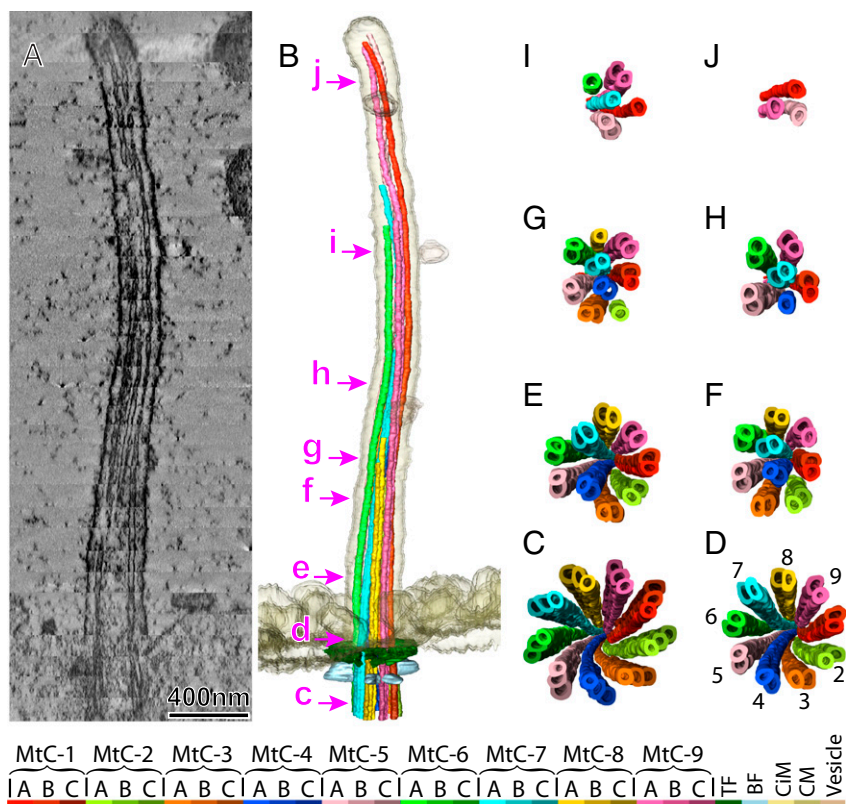 A
B
I
J
j
i
G
H
h
E
F
g
f
e
C
D
7
8
9
6
5
4
3
2
d
c
400nm
MtC-1 MtC-2 MtC-3 MtC-4 MtC-5 MtC-6 MtC-7 MtC-8 MtC-9
A B C A B C A B C A B C A B C A B C A B C A B C A B C TF BF CiM CM Vesicle